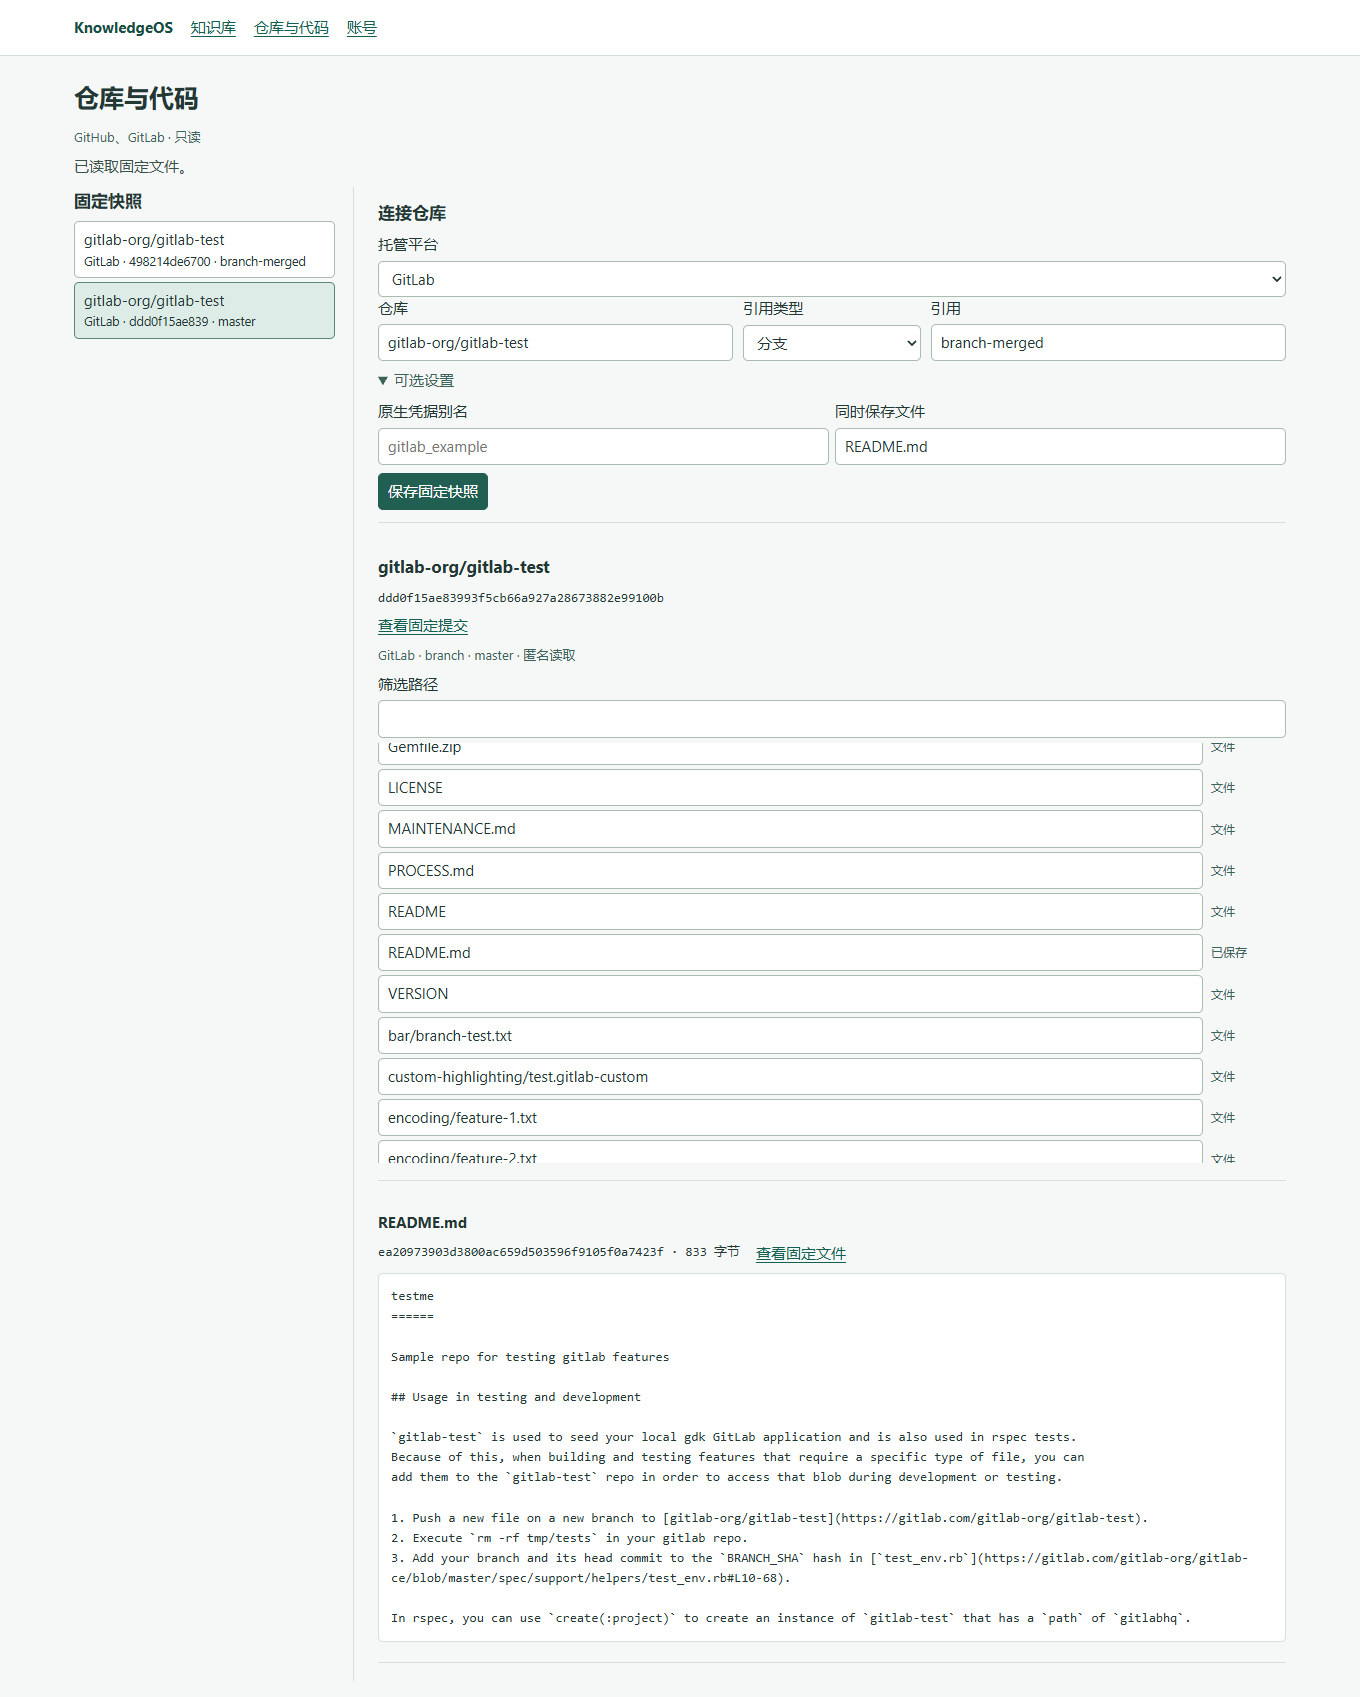 KnowledgeOS 知识库 仓库与代码 账号
仓库与代码
GitHub、GitLab · 只读
已读取固定文件。
固定快照
gitlab-org/gitlab-test
GitLab · 498214de6700 · branch-merged
gitlab-org/gitlab-test
GitLab · ddd0f15ae839 · master
连接仓库
托管平台
GitLab
仓库 引用类型 引用
gitlab-org/gitlab-test 分支 branch-merged
▼ 可选设置
原生凭据别名 同时保存文件
gitlab_example README.md
保存固定快照
gitlab-org/gitlab-test
ddd0f15ae83993f5cb66a927a28673882e99100b
查看固定提交
GitLab · branch · master · 匿名读取
筛选路径
Gemfile.zip 文件
LICENSE 文件
MAINTENANCE.md 文件
PROCESS.md 文件
README 文件
README.md 已保存
VERSION 文件
bar/branch-test.txt 文件
custom-highlighting/test.gitlab-custom 文件
encoding/feature-1.txt 文件
encoding/feature-2.txt 文件
README.md
ea20973903d3800ac659d503596f9105f0a7423f · 833 字节 查看固定文件
testme
======
Sample repo for testing gitlab features
## Usage in testing and development
`gitlab-test` is used to seed your local gdk GitLab application and is also used in rspec tests.
Because of this, when building and testing features that require a specific type of file, you can
add them to the `gitlab-test` repo in order to access that blob during development or testing.
1. Push a new file on a new branch to [gitlab-org/gitlab-test](https://gitlab.com/gitlab-org/gitlab-test).
2. Execute `rm -rf tmp/tests` in your gitlab repo.
3. Add your branch and its head commit to the `BRANCH_SHA` hash in [`test_env.rb`](https://gitlab.com/gitlab-org/gitlab-
ce/blob/master/spec/support/helpers/test_env.rb#L10-68).
In rspec, you can use `create(:project)` to create an instance of `gitlab-test` that has a `path` of `gitlabhq`.